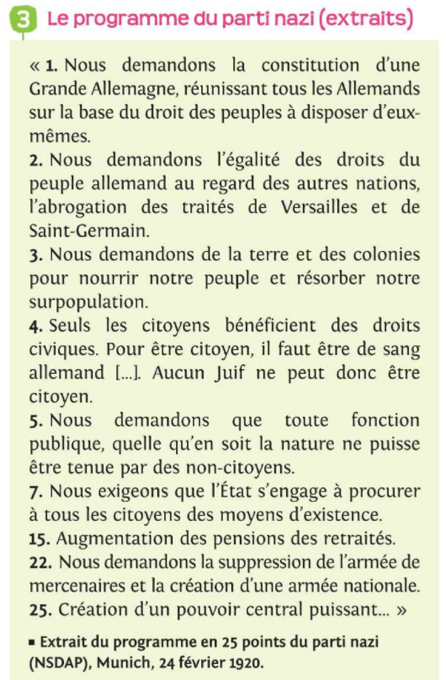 3 Le programme du parti nazi (extraits)
« 1. Nous demandons la constitution d'une
Grande Allemagne, réunissant tous les Allemands
sur la base du droit des peuples à disposer d'eux-
mêmes.
2. Nous demandons l'égalité des droits du
peuple allemand au regard des autres nations,
l'abrogation des traités de Versailles et de
Saint-Germain.
3. Nous demandons de la terre et des colonies
pour nourrir notre peuple et résorber notre
surpopulation.
4. Seuls les citoyens bénéficient des droits
civiques. Pour être citoyen, il faut être de sang
allemand [...]. Aucun Juif ne peut donc être
citoyen.
5. Nous demandons que toute fonction
publique, quelle qu'en soit la nature ne puisse
être tenue par des non-citoyens.
7. Nous exigeons que l'État s'engage à procurer
à tous les citoyens des moyens d'existence.
15. Augmentation des pensions des retraités.
22. Nous demandons la suppression de l'armée de
mercenaires et la création d'une armée nationale.
25. Création d'un pouvoir central puissant... »
▪ Extrait du programme en 25 points du parti nazi
(NSDAP), Munich, 24 février 1920.